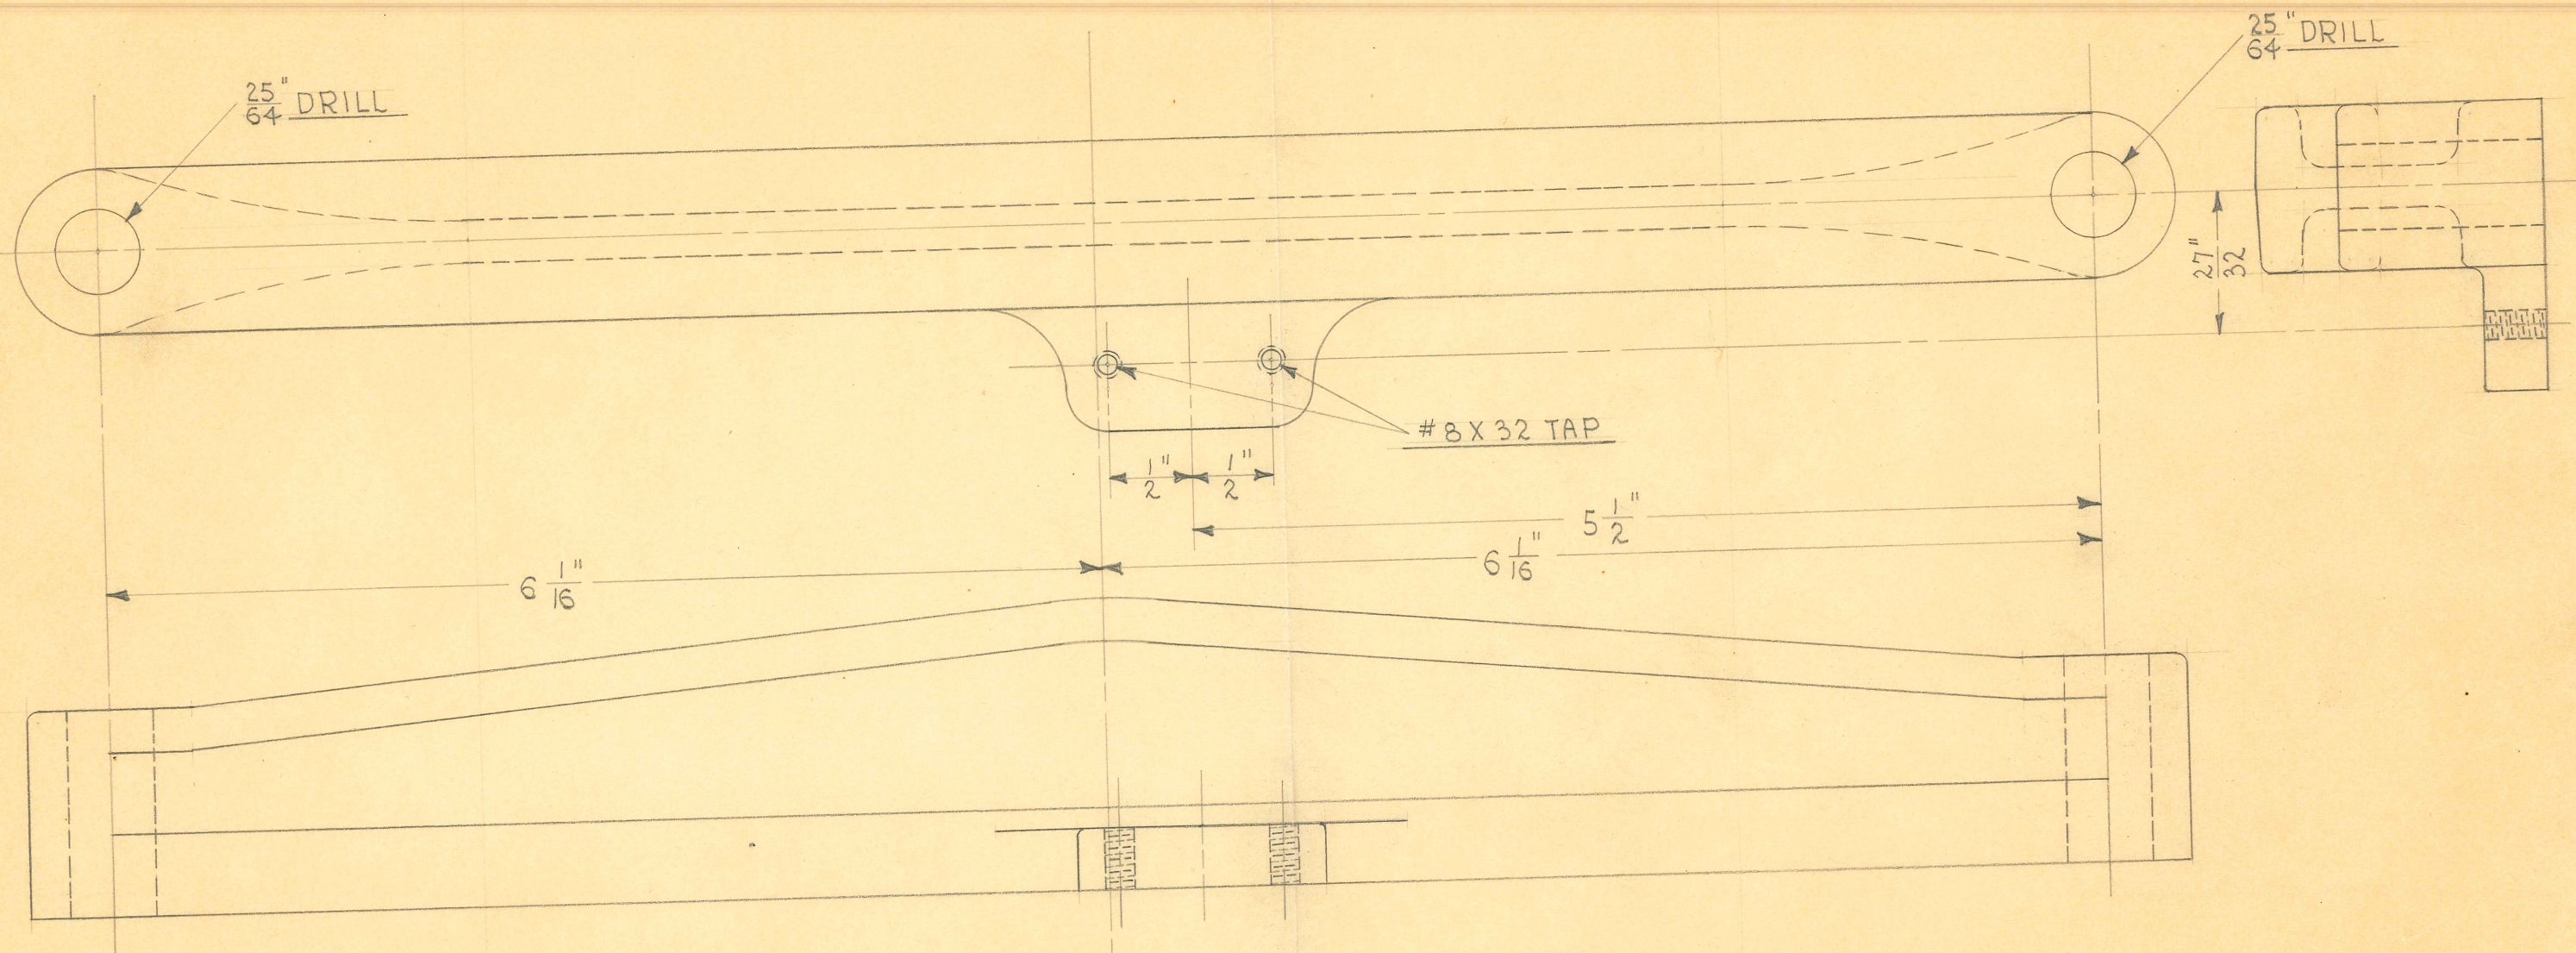 25/64" DRILL
25/64" DRILL
27"/32
#8 X 32 TAP
1/2" 1/2"
5 1/2"
6 1/16" 6 1/16"